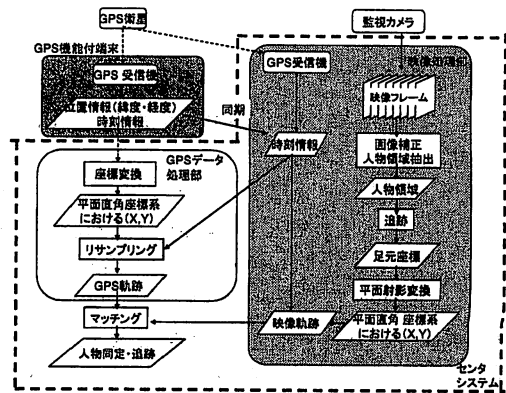 GPS衛星
GPS機能付端末
GPS 受信機
位置情報(緯度・経度)
時刻情報
同期
GPSデータ
処理部
座標変換
平面直角座標系
における(X,Y)
リサンプリング
GPS軌跡
マッチング
人物同定・追跡
監視カメラ
GPS受信機
映像処理部
映像フレーム
時刻情報
画像補正
人物領域抽出
人物領域
追跡
足元座標
平面射影変換
映像軌跡
平面直角 座標系
における(X,Y)
センタ
システム